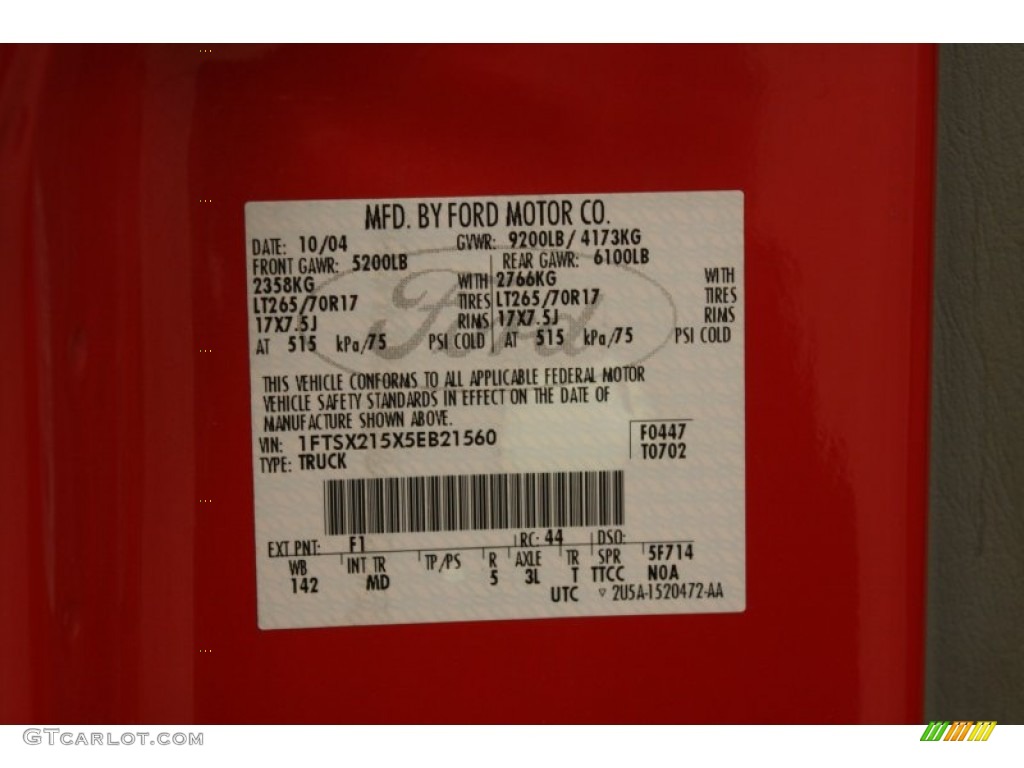 MFD. BY FORD MOTOR CO.
DATE: 10/04 GVWR: 9200LB/ 4173KG
FRONT GAWR: 5200LB REAR GAWR: 6100LB
2358KG WITH 2766KG WITH
LT265/70R17 TIRES LT265/70R17 TIRES
17X7.5J RIMS 17X7.5J RIMS
AT 515 kPa/75 PSI COLD AT 515 kPa/75 PSI COLD
Ford
THIS VEHICLE CONFORMS TO ALL APPLICABLE FEDERAL MOTOR
VEHICLE SAFETY STANDARDS IN EFFECT ON THE DATE OF
MANUFACTURE SHOWN ABOVE.
VIN: 1FTSX215X5EB21560 F0447
TYPE: TRUCK T0702
EXT PNT: F1 RC: 44 DSO:
WB INT TR TP/PS R AXLE TR SPR 5F714
142 MD 5 3L T TTCC N0A
UTC ▿ 2U5A-1520472-AA
GTCARLOT.COM